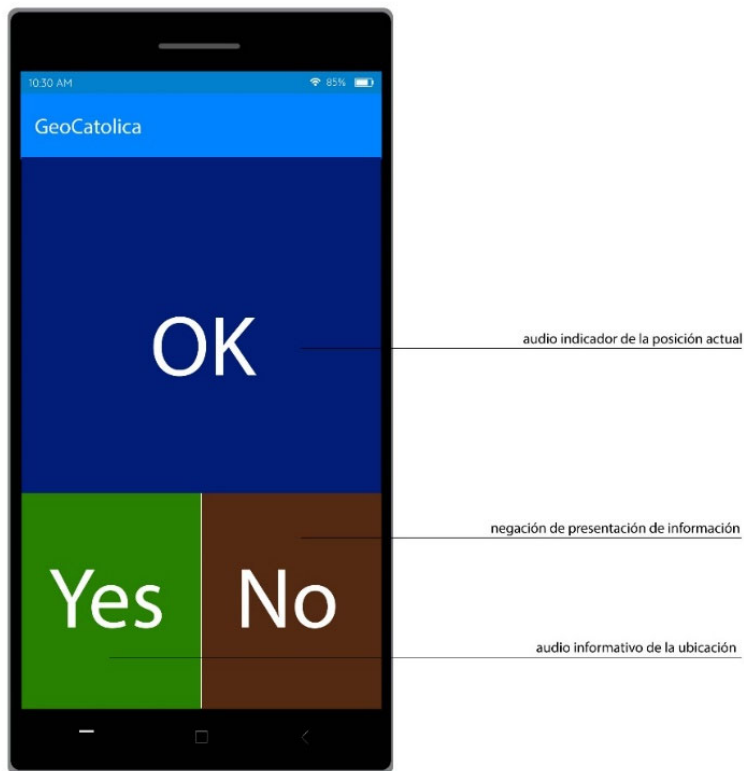 10:30 AM 85%
GeoCatolica
OK
audio indicador de la posición actual
negación de presentación de información
Yes No
audio informativo de la ubicación